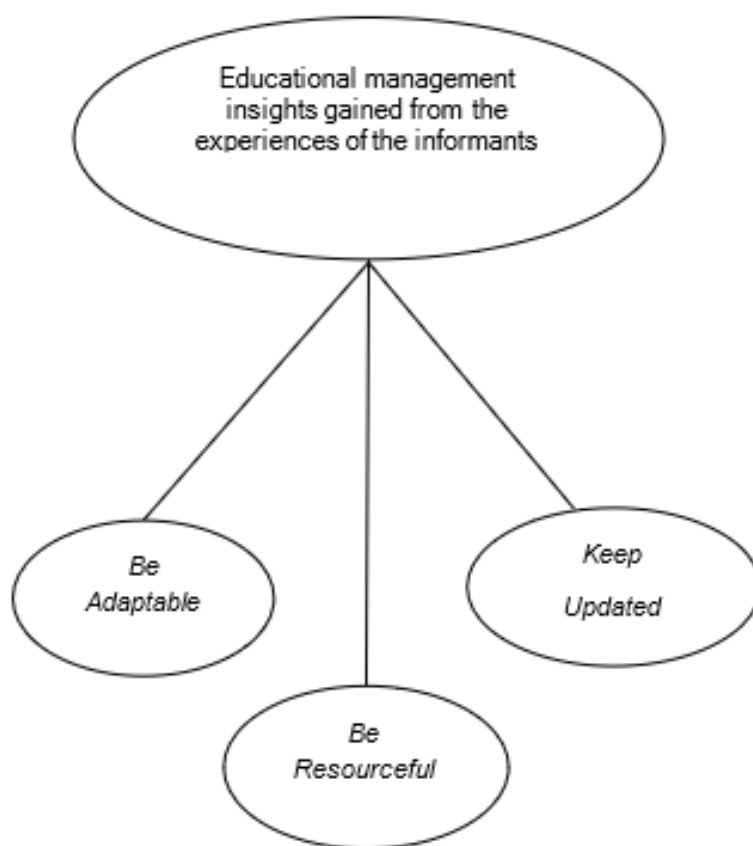 Educational management
insights gained from the
experiences of the informants
Be
Adaptable
Keep
Updated
Be
Resourceful